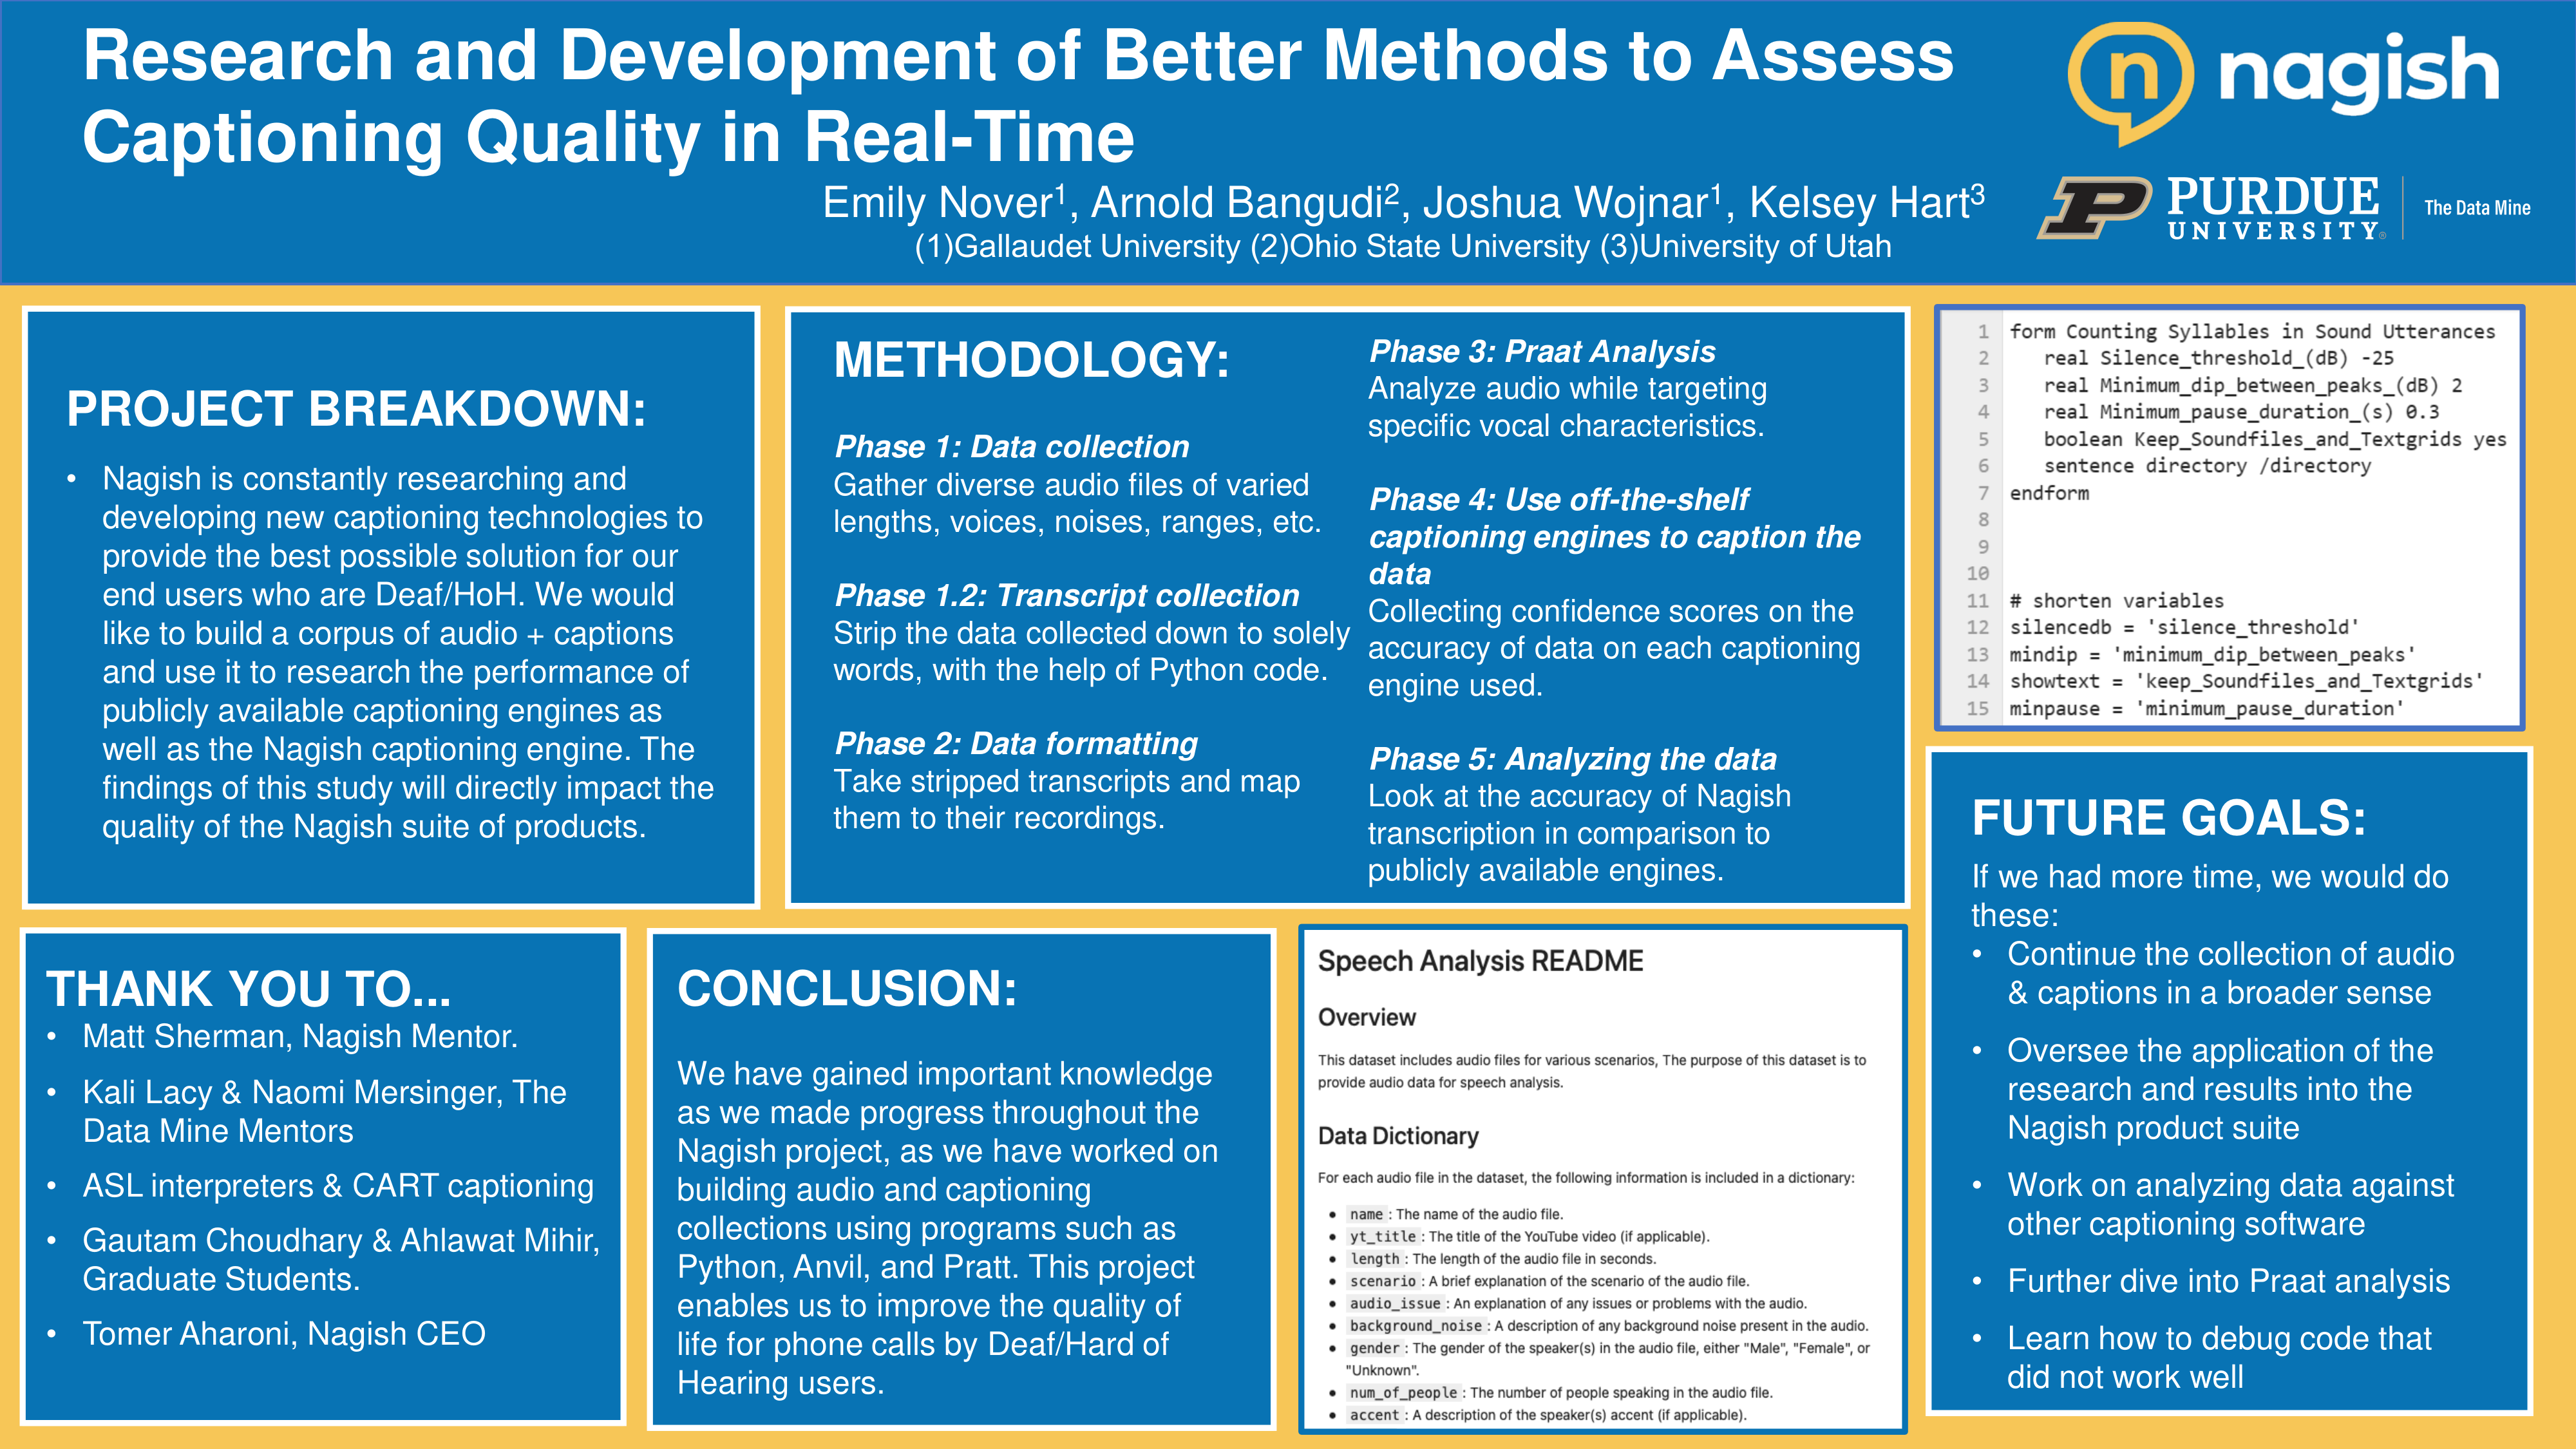 Research and Development of Better Methods to Assess
Captioning Quality in Real-Time
Emily Nover1, Arnold Bangudi2, Joshua Wojnar1, Kelsey Hart3
(1)Gallaudet University (2)Ohio State University (3)University of Utah
n nagish
P PURDUE
UNIVERSITY®
The Data Mine
PROJECT BREAKDOWN:
• Nagish is constantly researching and
developing new captioning technologies to
provide the best possible solution for our
end users who are Deaf/HoH. We would
like to build a corpus of audio + captions
and use it to research the performance of
publicly available captioning engines as
well as the Nagish captioning engine. The
findings of this study will directly impact the
quality of the Nagish suite of products.
METHODOLOGY:
Phase 1: Data collection
Gather diverse audio files of varied
lengths, voices, noises, ranges, etc.
Phase 1.2: Transcript collection
Strip the data collected down to solely
words, with the help of Python code.
Phase 2: Data formatting
Take stripped transcripts and map
them to their recordings.
Phase 3: Praat Analysis
Analyze audio while targeting
specific vocal characteristics.
Phase 4: Use off-the-shelf
captioning engines to caption the
data
Collecting confidence scores on the
accuracy of data on each captioning
engine used.
Phase 5: Analyzing the data
Look at the accuracy of Nagish
transcription in comparison to
publicly available engines.
1 form Counting Syllables in Sound Utterances
2 real Silence_threshold_(dB) -25
3 real Minimum_dip_between_peaks_(dB) 2
4 real Minimum_pause_duration_(s) 0.3
5 boolean Keep_Soundfiles_and_Textgrids yes
6 sentence directory /directory
7 endform
8
9
10
11 # shorten variables
12 silencedb = 'silence_threshold'
13 mindip = 'minimum_dip_between_peaks'
14 showtext = 'keep_Soundfiles_and_Textgrids'
15 minpause = 'minimum_pause_duration'
THANK YOU TO...
• Matt Sherman, Nagish Mentor.
• Kali Lacy & Naomi Mersinger, The
Data Mine Mentors
• ASL interpreters & CART captioning
• Gautam Choudhary & Ahlawat Mihir,
Graduate Students.
• Tomer Aharoni, Nagish CEO
CONCLUSION:
We have gained important knowledge
as we made progress throughout the
Nagish project, as we have worked on
building audio and captioning
collections using programs such as
Python, Anvil, and Pratt. This project
enables us to improve the quality of
life for phone calls by Deaf/Hard of
Hearing users.
Speech Analysis README
Overview
This dataset includes audio files for various scenarios, The purpose of this dataset is to
provide audio data for speech analysis.
Data Dictionary
For each audio file in the dataset, the following information is included in a dictionary:
• name : The name of the audio file.
• yt_title : The title of the YouTube video (if applicable).
• length : The length of the audio file in seconds.
• scenario : A brief explanation of the scenario of the audio file.
• audio_issue : An explanation of any issues or problems with the audio.
• background_noise : A description of any background noise present in the audio.
• gender : The gender of the speaker(s) in the audio file, either "Male", "Female", or
"Unknown".
• num_of_people : The number of people speaking in the audio file.
• accent : A description of the speaker(s) accent (if applicable).
FUTURE GOALS:
If we had more time, we would do
these:
• Continue the collection of audio
& captions in a broader sense
• Oversee the application of the
research and results into the
Nagish product suite
• Work on analyzing data against
other captioning software
• Further dive into Praat analysis
• Learn how to debug code that
did not work well